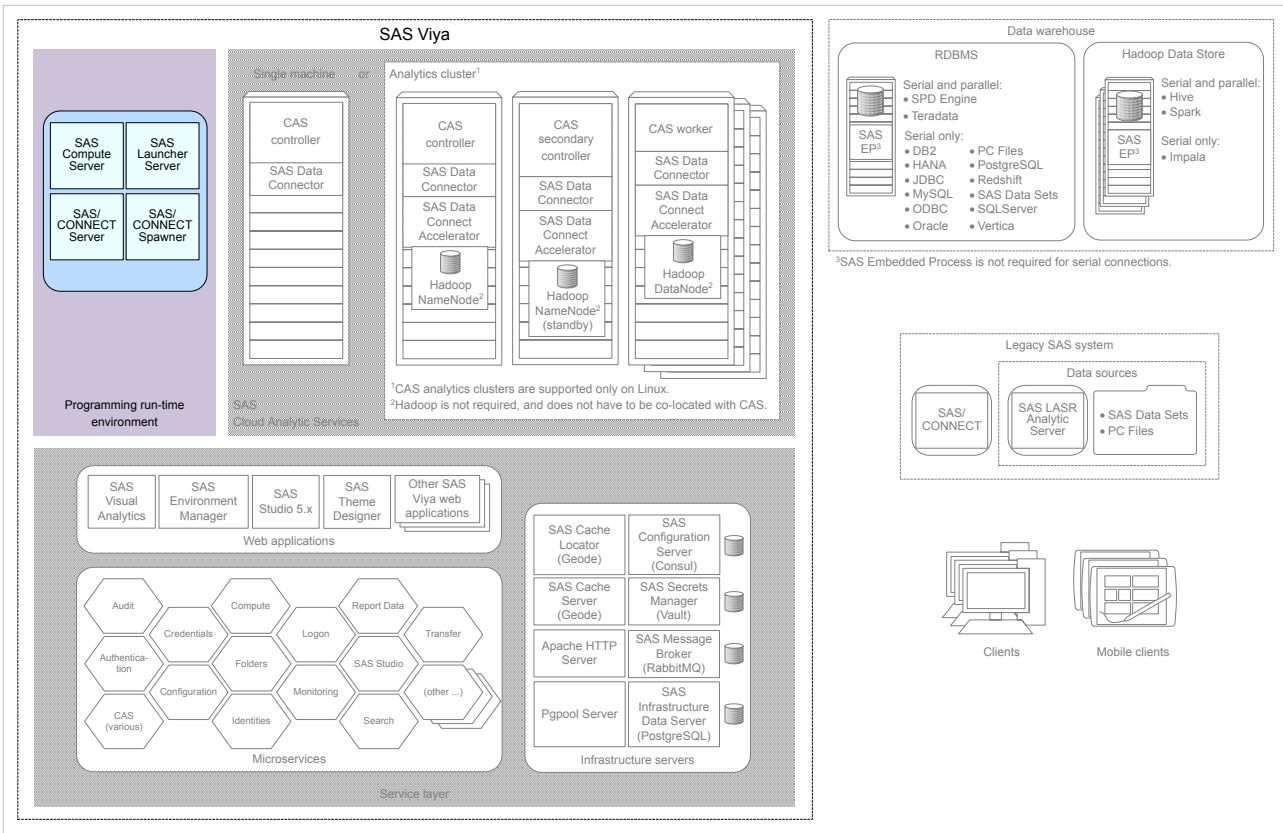 SAS Viya
SAS
Compute
Server
SAS
Launcher
Server
SAS/
CONNECT
Server
SAS/
CONNECT
Spawner
Programming run-time
environment
Single machine or Analytics cluster¹
CAS
controller
SAS Data
Connector
CAS
controller
SAS Data
Connector
SAS Data
Connect
Accelerator
Hadoop
NameNode²
CAS
secondary
controller
SAS Data
Connector
SAS Data
Connect
Accelerator
Hadoop
NameNode²
(standby)
CAS worker
SAS Data
Connector
SAS Data
Connect
Accelerator
Hadoop
DataNode²
¹CAS analytics clusters are supported only on Linux.
²Hadoop is not required, and does not have to be co-located with CAS.
SAS
Cloud Analytic Services
SAS
Visual
Analytics
SAS
Environment
Manager
SAS
Studio 5.x
SAS
Theme
Designer
Other SAS
Viya web
applications
Web applications
Audit
Compute
Report Data
Credentials
Logon
Transfer
Authentica-
tion
Folders
SAS Studio
Configuration
Monitoring
(other ...)
CAS
(various)
Identities
Search
Microservices
SAS Cache
Locator
(Geode)
SAS
Configuration
Server
(Consul)
SAS Cache
Server
(Geode)
SAS Secrets
Manager
(Vault)
Apache HTTP
Server
SAS Message
Broker
(RabbitMQ)
Pgpool Server
SAS
Infrastructure
Data Server
(PostgreSQL)
Infrastructure servers
Service layer
Data warehouse
RDBMS
SAS
EP³
Serial and parallel:
• SPD Engine
• Teradata
Serial only:
• DB2
• HANA
• JDBC
• MySQL
• ODBC
• Oracle
• PC Files
• PostgreSQL
• Redshift
• SAS Data Sets
• SQLServer
• Vertica
Hadoop Data Store
SAS
EP³
Serial and parallel:
• Hive
• Spark
Serial only:
• Impala
³SAS Embedded Process is not required for serial connections.
Legacy SAS system
Data sources
SAS/
CONNECT
SAS LASR
Analytic
Server
• SAS Data Sets
• PC Files
Clients
Mobile clients